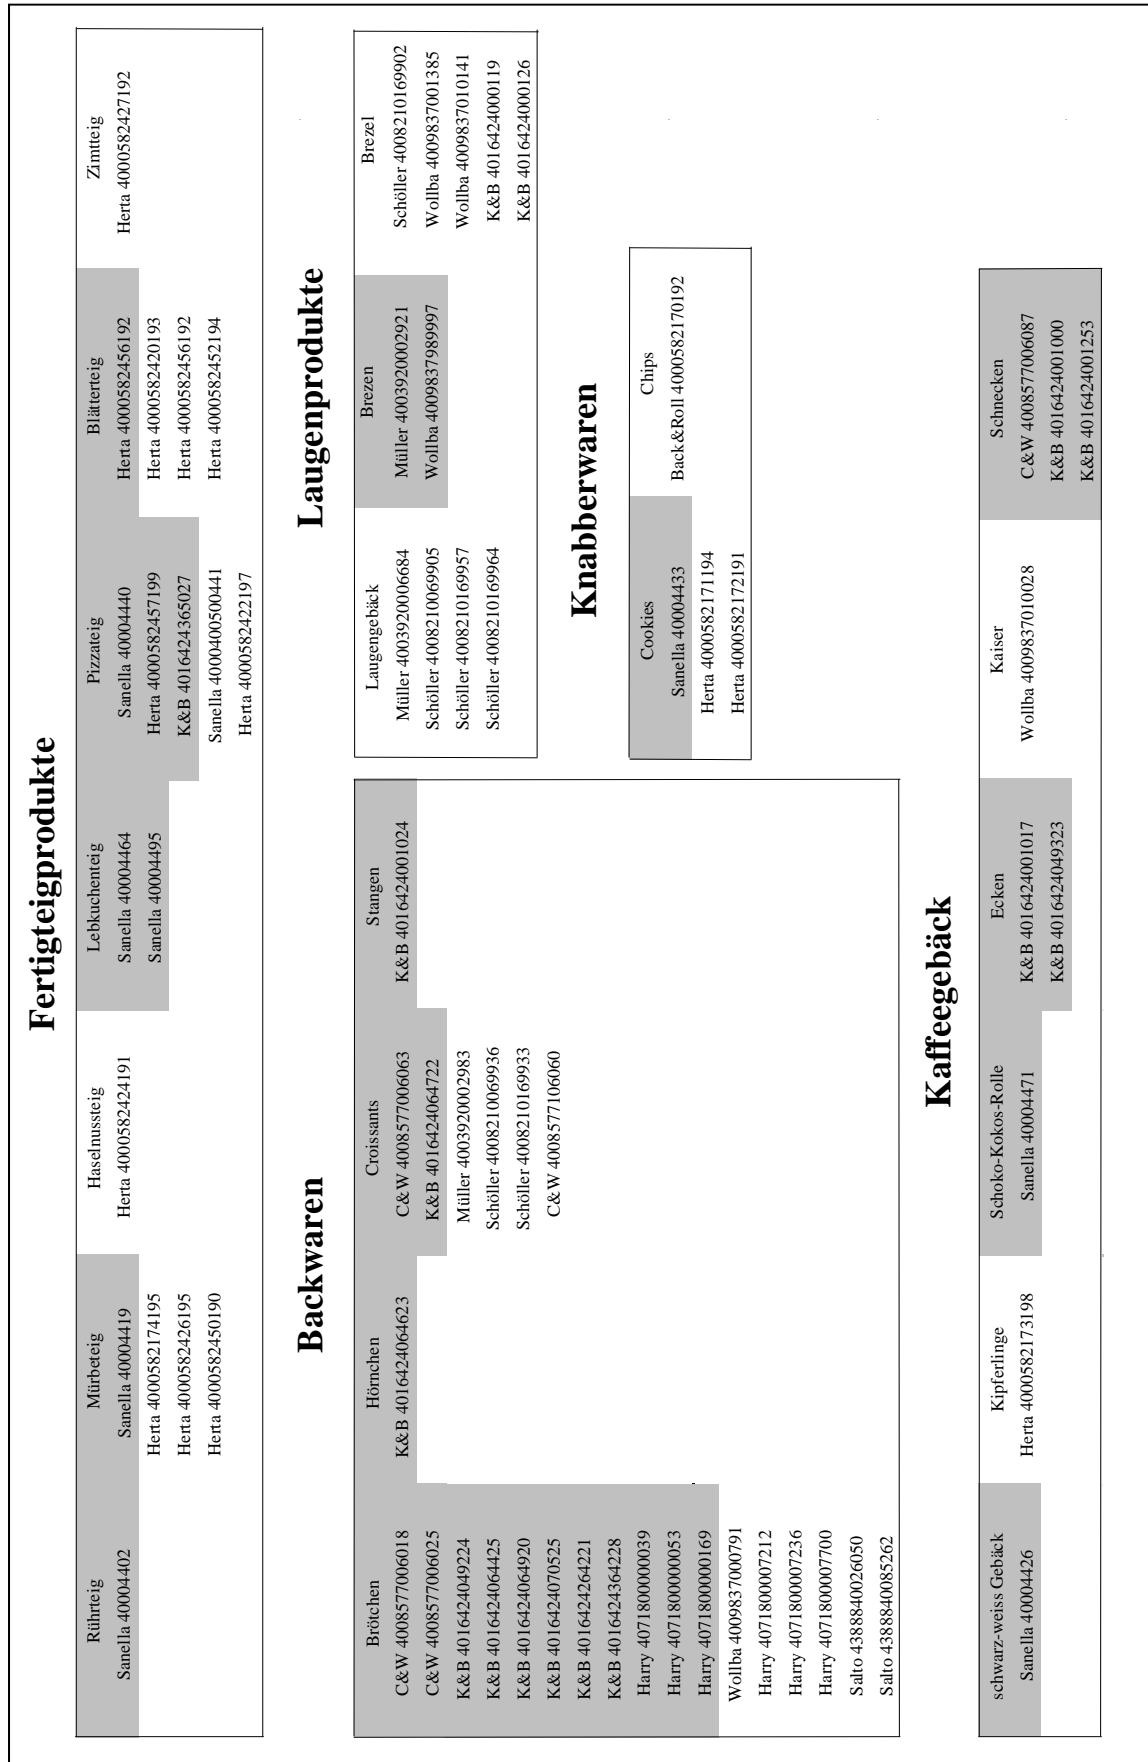 Fertigteigprodukte
Rührteig
Sanella 40004402
Mürbeteig
Sanella 40004419
Herta 4000582174195
Herta 4000582426195
Herta 4000582450190
Haselnussteig
Herta 4000582424191
Lebkuchenteig
Sanella 40004464
Sanella 40004495
Pizzateig
Sanella 40004440
Herta 4000582457199
K&B 4016424365027
Sanella 4000400500441
Herta 4000582422197
Blätterteig
Herta 4000582456192
Herta 4000582420193
Herta 4000582456192
Herta 4000582452194
Zimtteig
Herta 4000582427192
Backwaren
Brötchen
C&W 4008577006018
C&W 4008577006025
K&B 4016424049224
K&B 4016424064425
K&B 4016424064920
K&B 4016424070525
K&B 4016424264221
K&B 4016424364228
Harry 4071800000039
Harry 4071800000053
Harry 4071800000169
Wollba 4009837000791
Harry 4071800007212
Harry 4071800007236
Harry 4071800007700
Salto 4388840026050
Salto 4388840085262
Hörnchen
K&B 4016424064623
Croissants
C&W 4008577006063
K&B 4016424064722
Müller 4003920002983
Schöller 4008210069936
Schöller 4008210169933
C&W 4008577106060
Stangen
K&B 4016424001024
Laugenprodukte
Laugengebäck
Müller 4003920006684
Schöller 4008210069905
Schöller 4008210169957
Schöller 4008210169964
Brezen
Müller 4003920002921
Wollba 4009837989997
Brezel
Schöller 4008210169902
Wollba 4009837001385
Wollba 4009837010141
K&B 4016424000119
K&B 4016424000126
Knabberwaren
Cookies
Sanella 40004433
Herta 4000582171194
Herta 4000582172191
Chips
Back&Roll 4000582170192
Kaffeegebäck
schwarz-weiss Gebäck
Sanella 40004426
Kipferlinge
Herta 4000582173198
Schoko-Kokos-Rolle
Sanella 40004471
Ecken
K&B 4016424001017
K&B 4016424049323
Kaiser
Wollba 4009837010028
Schnecken
C&W 4008577006087
K&B 4016424001000
K&B 4016424001253